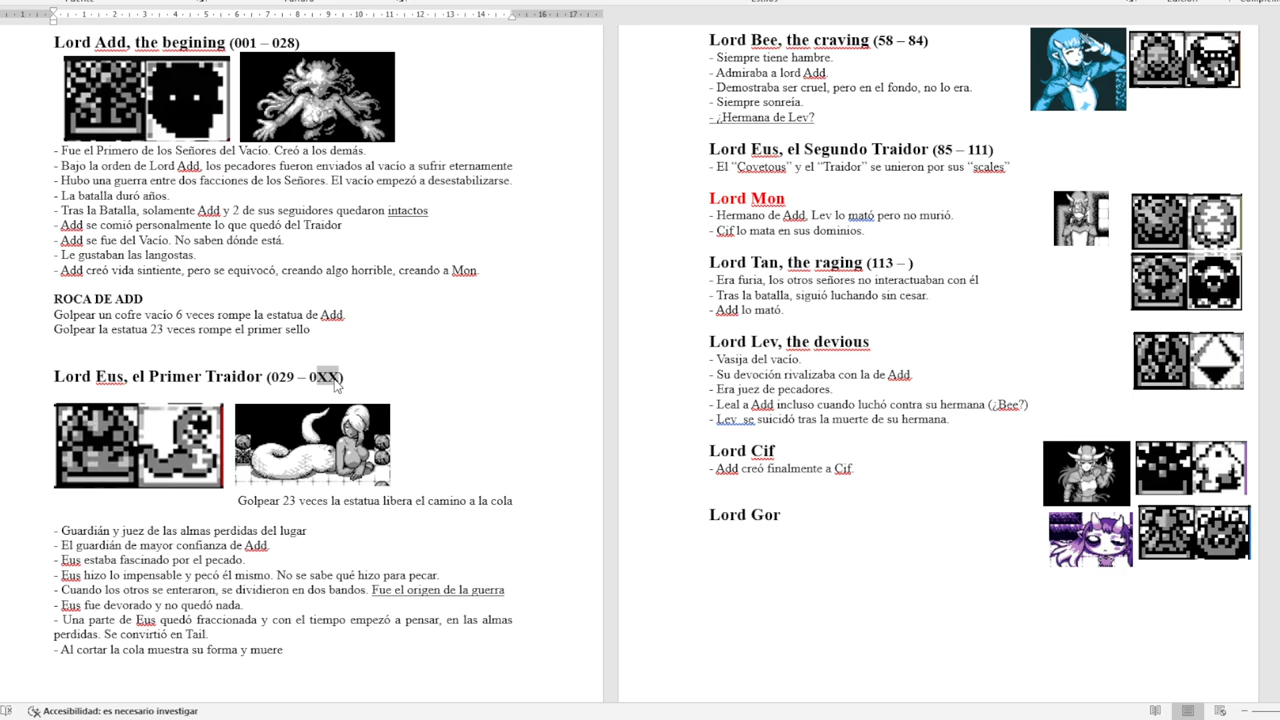 1 1 2 3 4 5 6 7 8 9 10 11 12 13 14 16 17
Lord Add, the begining (001 – 028)
- Fue el Primero de los Señores del Vacío. Creó a los demás.
- Bajo la orden de Lord Add, los pecadores fueron enviados al vacío a sufrir eternamente
- Hubo una guerra entre dos facciones de los Señores. El vacío empezó a desestabilizarse.
- La batalla duró años.
- Tras la Batalla, solamente Add y 2 de sus seguidores quedaron intactos
- Add se comió personalmente lo que quedó del Traidor
- Add se fue del Vacío. No saben dónde está.
- Le gustaban las langostas.
- Add creó vida sintiente, pero se equivocó, creando algo horrible, creando a Mon.
ROCA DE ADD
Golpear un cofre vacío 6 veces rompe la estatua de Add.
Golpear la estatua 23 veces rompe el primer sello
Lord Eus, el Primer Traidor (029 – 0XX)
Golpear 23 veces la estatua libera el camino a la cola
- Guardián y juez de las almas perdidas del lugar
- El guardián de mayor confianza de Add.
- Eus estaba fascinado por el pecado.
- Eus hizo lo impensable y pecó él mismo. No se sabe qué hizo para pecar.
- Cuando los otros se enteraron, se dividieron en dos bandos. Fue el origen de la guerra
- Eus fue devorado y no quedó nada.
- Una parte de Eus quedó fraccionada y con el tiempo empezó a pensar, en las almas
perdidas. Se convirtió en Tail.
- Al cortar la cola muestra su forma y muere
Lord Bee, the craving (58 – 84)
- Siempre tiene hambre.
- Admiraba a lord Add.
- Demostraba ser cruel, pero en el fondo, no lo era.
- Siempre sonreía.
- ¿Hermana de Lev?
Lord Eus, el Segundo Traidor (85 – 111)
- El “Covetous” y el “Traidor” se unieron por sus “scales”
Lord Mon
- Hermano de Add, Lev lo mató pero no murió.
- Cif lo mata en sus dominios.
Lord Tan, the raging (113 – )
- Era furia, los otros señores no interactuaban con él
- Tras la batalla, siguió luchando sin cesar.
- Add lo mató.
Lord Lev, the devious
- Vasija del vacío.
- Su devoción rivalizaba con la de Add.
- Era juez de pecadores.
- Leal a Add incluso cuando luchó contra su hermana (¿Bee?)
- Lev se suicidó tras la muerte de su hermana.
Lord Cif
- Add creó finalmente a Cif.
Lord Gor
Accesibilidad: es necesario investigar